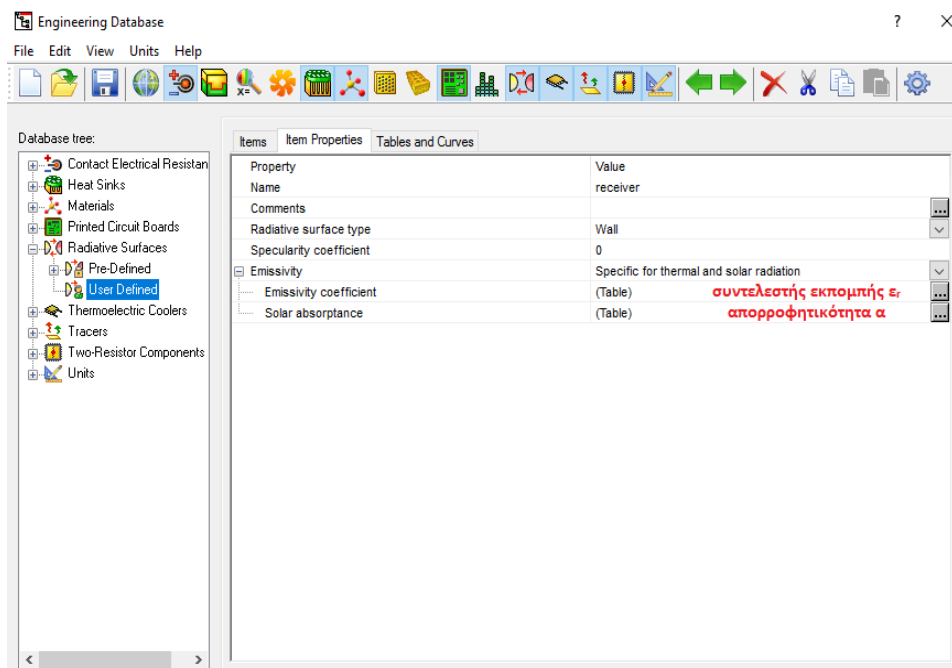 Engineering Database
?
File Edit View Units Help
Database tree:
Contact Electrical Resistan
Heat Sinks
Materials
Printed Circuit Boards
Radiative Surfaces
Pre-Defined
User Defined
Thermoelectric Coolers
Tracers
Two-Resistor Components
Units
Items Item Properties Tables and Curves
Property Value
Name receiver
Comments
Radiative surface type Wall
Specularity coefficient 0
Emissivity Specific for thermal and solar radiation
Emissivity coefficient (Table) συντελεστής εκπομπής εᵣ
Solar absorptance (Table) απορροφητικότητα α